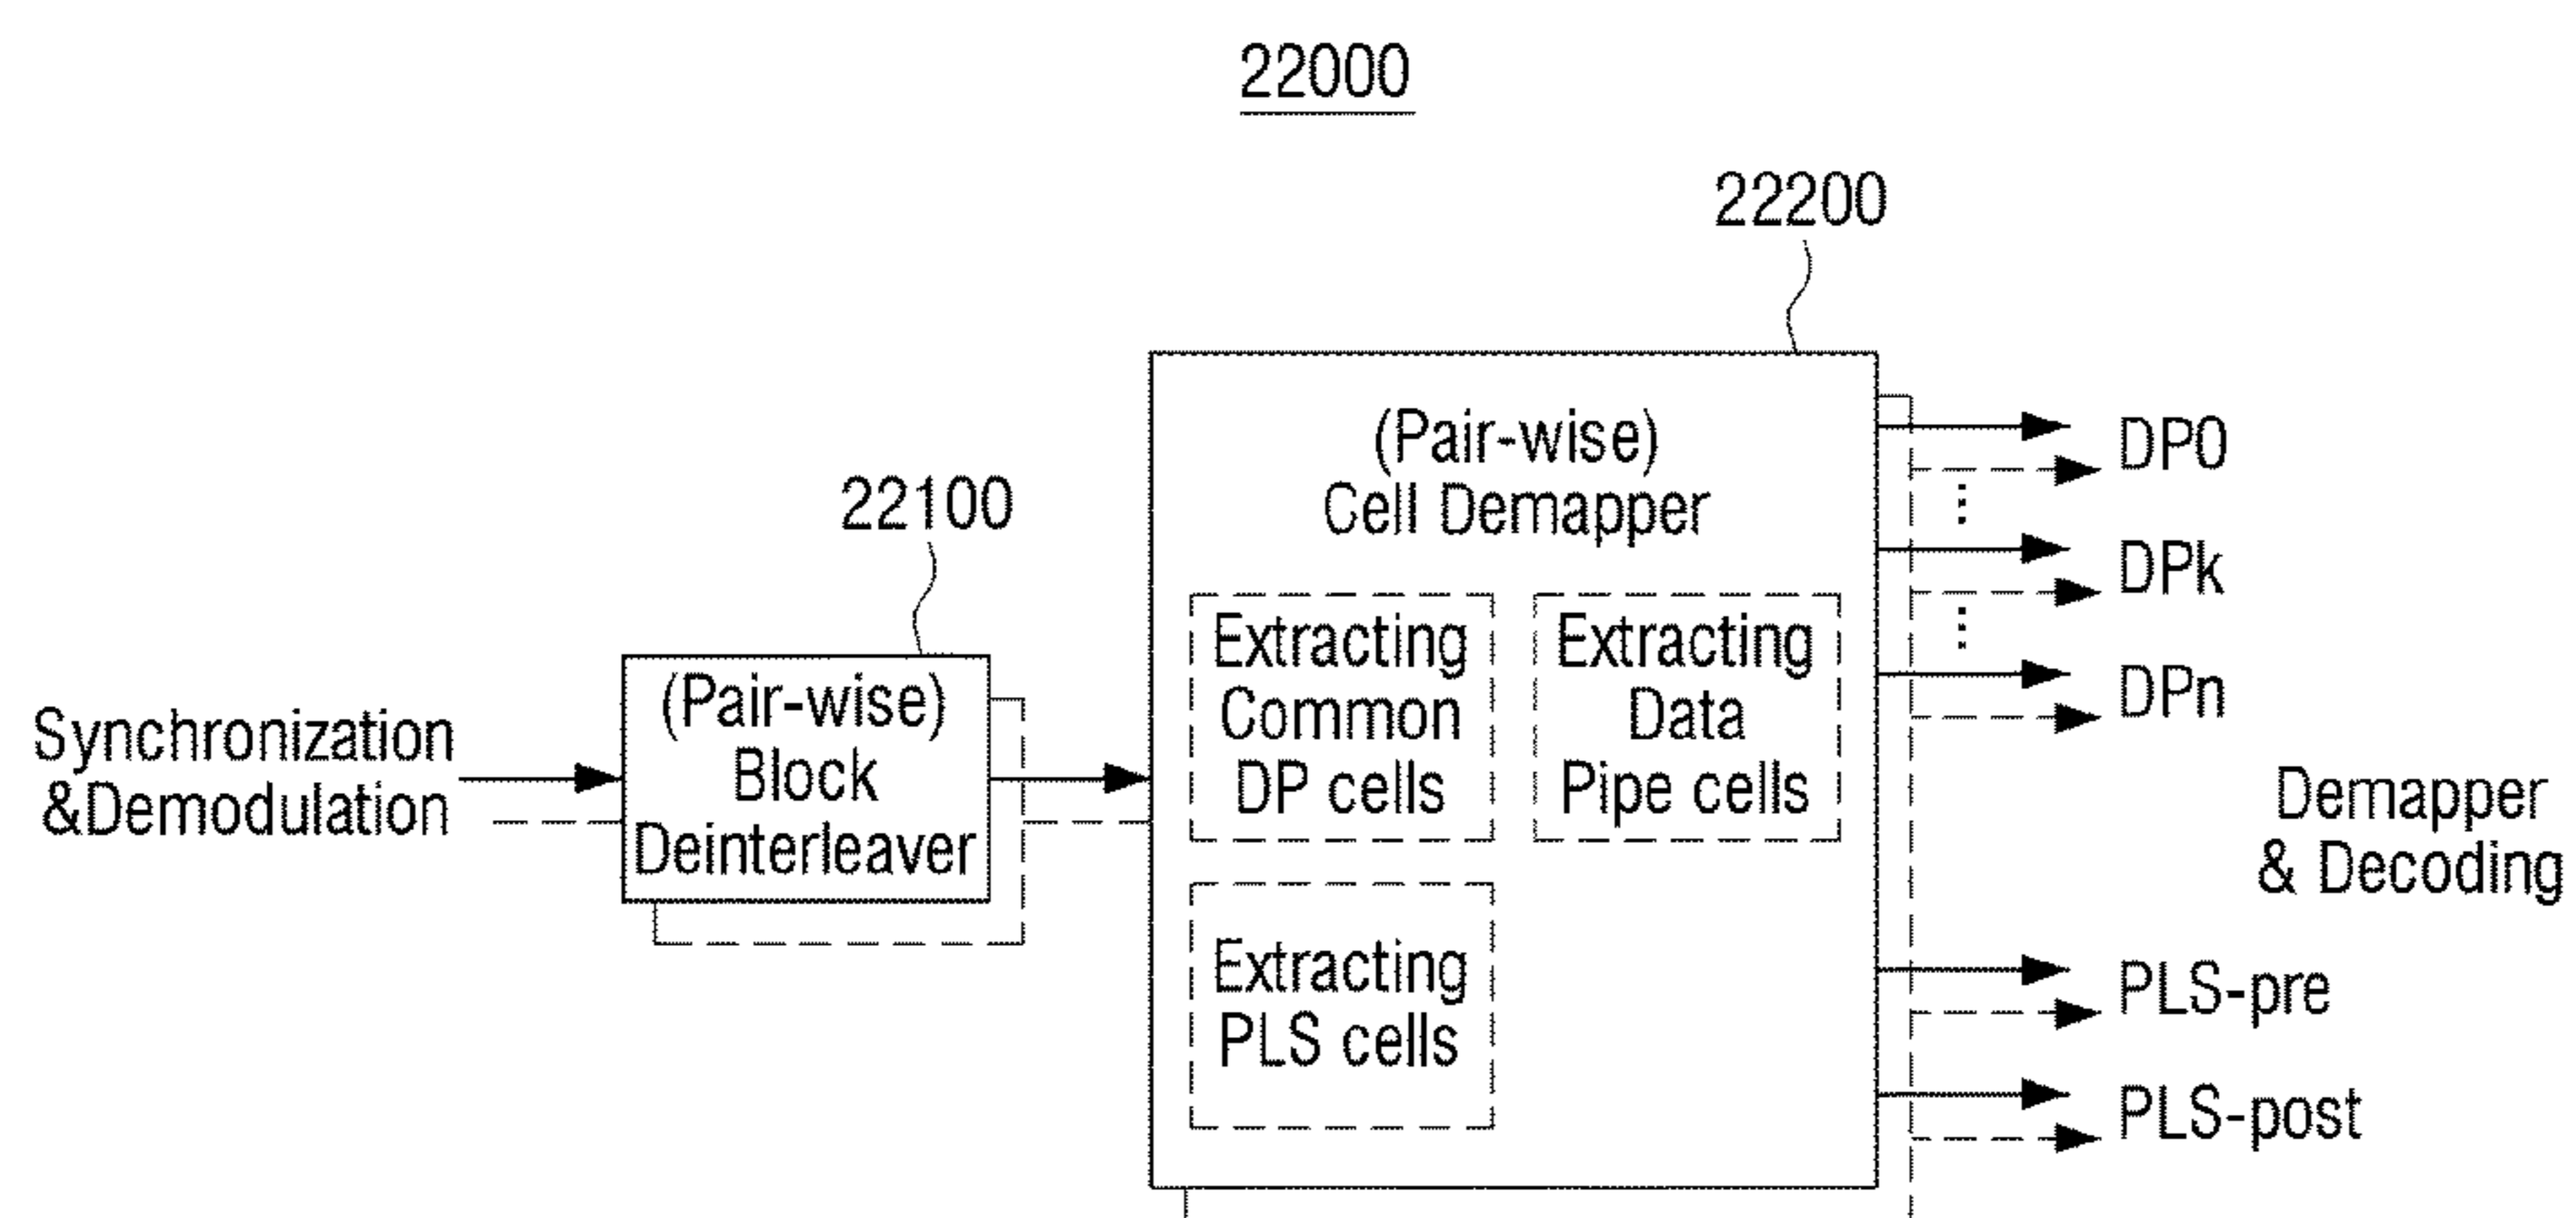 22000
22200
22100
(Pair-wise)
Cell Demapper
Extracting
Common
DP cells
Extracting
Data
Pipe cells
Extracting
PLS cells
(Pair-wise)
Block
Deinterleaver
Synchronization
&Demodulation
DP0
⋮
DPk
⋮
DPn
Demapper
& Decoding
PLS-pre
PLS-post